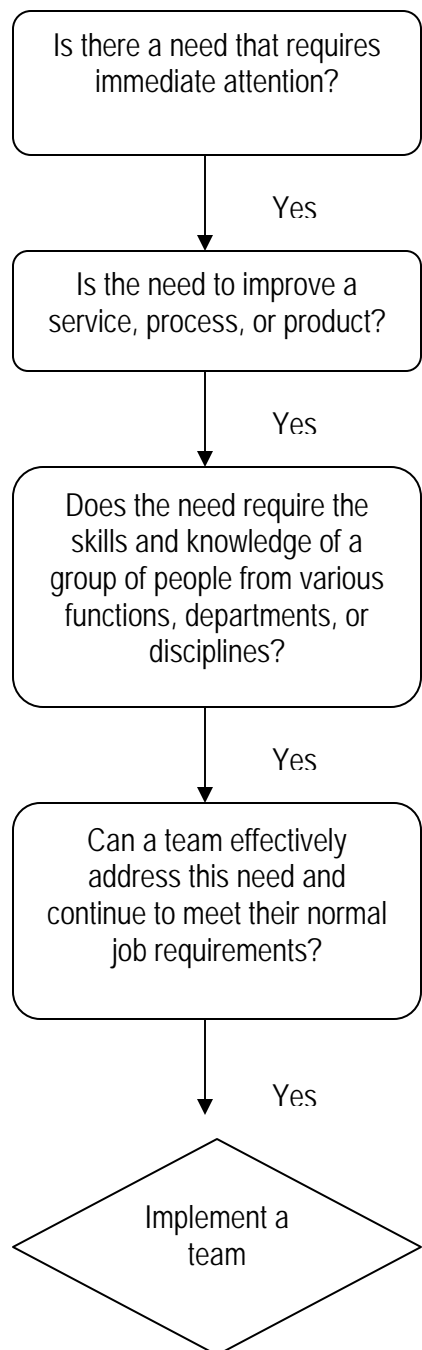 Is there a need that requires
immediate attention?
Yes
Is the need to improve a
service, process, or product?
Yes
Does the need require the
skills and knowledge of a
group of people from various
functions, departments, or
disciplines?
Yes
Can a team effectively
address this need and
continue to meet their normal
job requirements?
Yes
Implement a
team